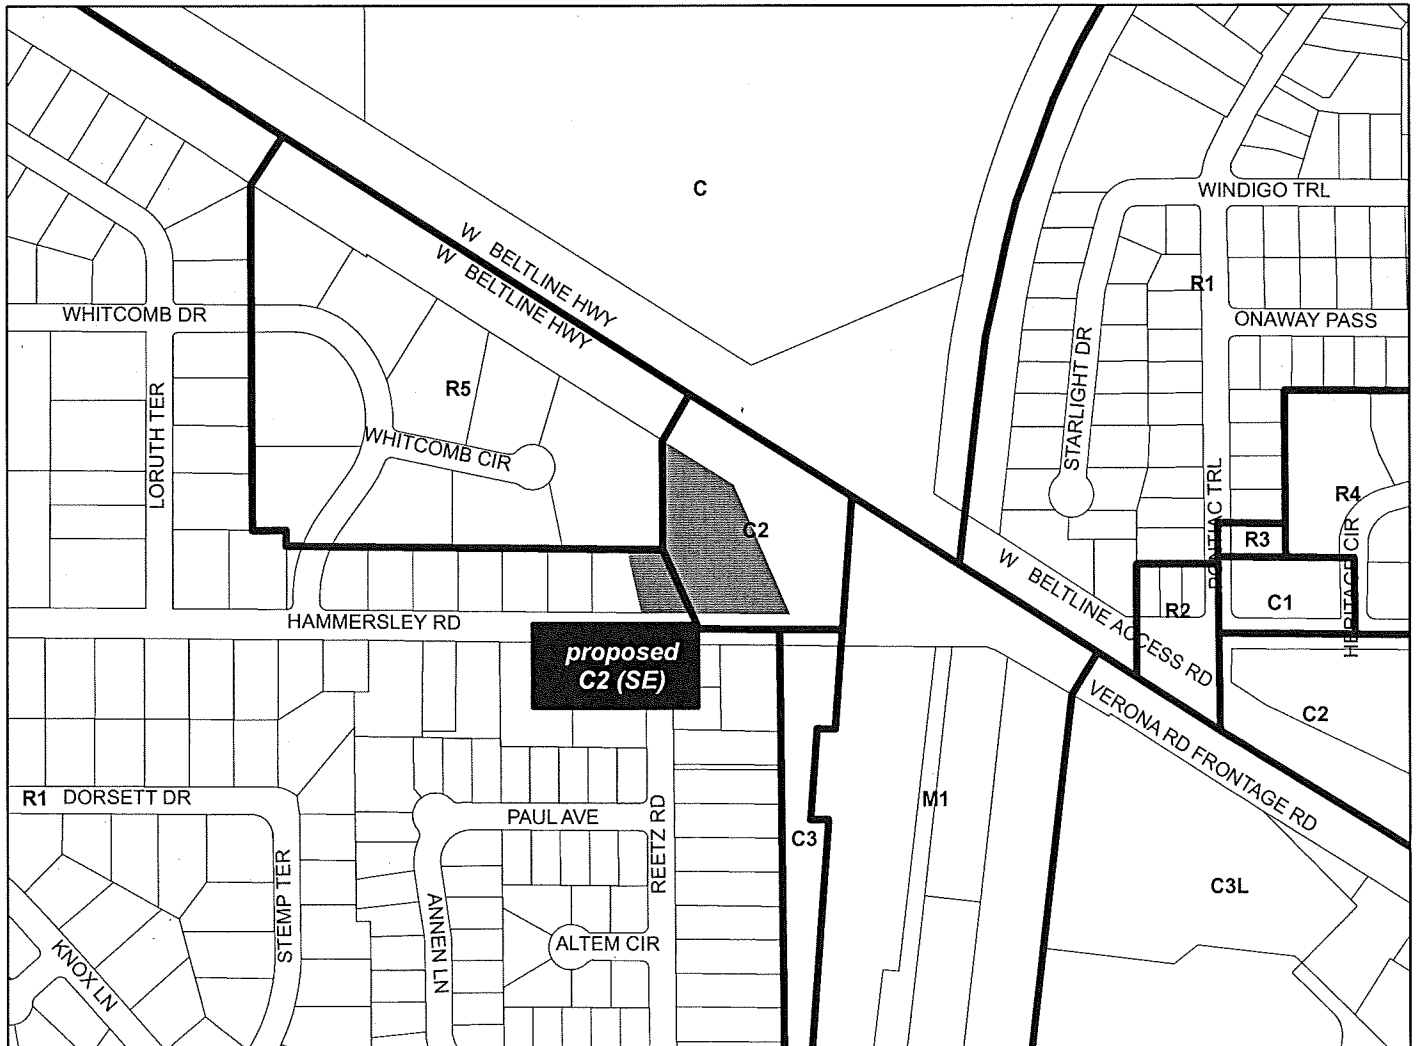 C
WINDIGO TRL
W BELTLINE HWY
W BELTLINE HWY
R1
WHITCOMB DR
ONAWAY PASS
STARLIGHT DR
R5
LORUTH TER
WHITCOMB CIR
PONTIAC TRL
R4
C2
R3
HERITAGE CIR
W BELTLINE ACCESS RD
R2
C1
HAMMERSLEY RD
proposed
C2 (SE)
VERONA RD FRONTAGE RD
C2
R1 DORSETT DR
PAUL AVE
REETZ RD
M1
C3
STEMP TER
ANNEN LN
C3L
KNOX LN
ALTEM CIR